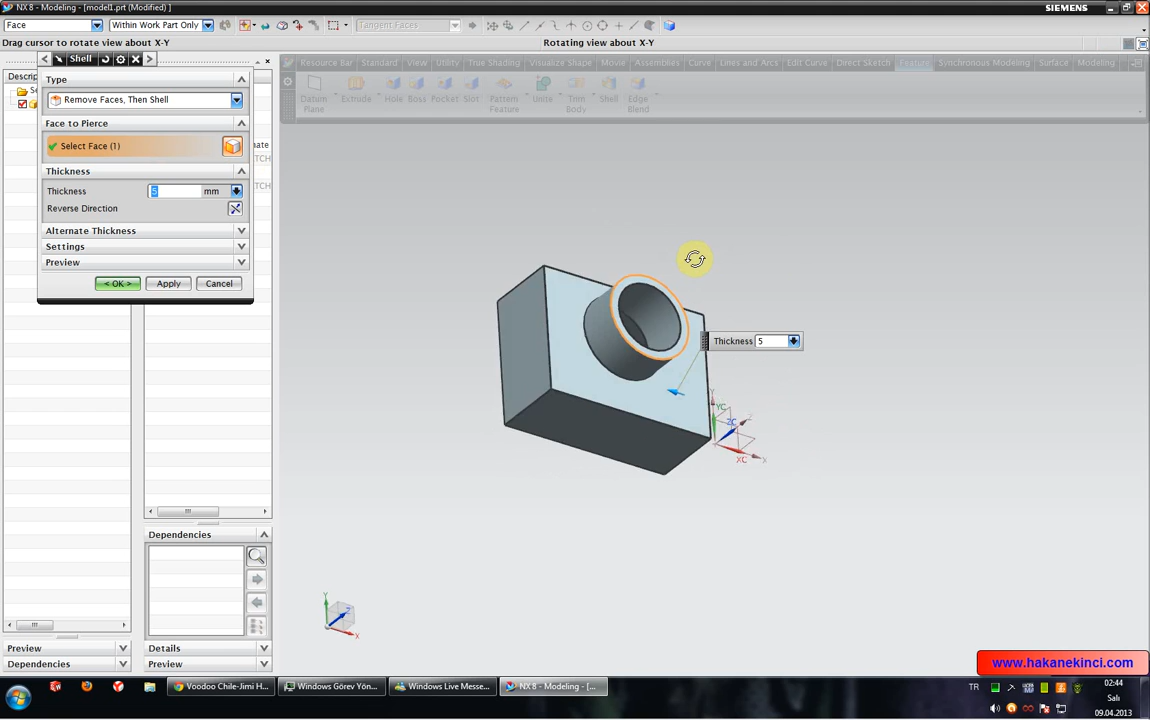 NX 8 - Modeling - [model1.prt (Modified) ]
SIEMENS
Face
Within Work Part Only
Tangent Faces
Drag cursor to rotate view about X-Y
Rotating view about X-Y
Shell
Resource Bar
Standard
View
Utility
True Shading
Visualize Shape
Movie
Assemblies
Curve
Lines and Arcs
Edit Curve
Direct Sketch
Feature
Synchronous Modeling
Surface
Modeling
Descrip
Type
Remove Faces, Then Shell
Datum Plane
Extrude
Hole
Boss
Pocket
Slot
Pattern Feature
Unite
Trim Body
Shell
Edge Blend
Face to Pierce
Select Face (1)
Thickness
Thickness
5
mm
Reverse Direction
Alternate Thickness
Settings
Preview
< OK >
Apply
Cancel
Thickness 5
Y
YC
ZC
Z
XC
X
Dependencies
Y
Z
X
Preview
Details
Dependencies
Preview
www.hakanekinci.com
Voodoo Chile-Jimi H...
Windows Görev Yön...
Windows Live Messe...
NX 8 - Modeling - [...
TR
02:44
Salı
09.04.2013